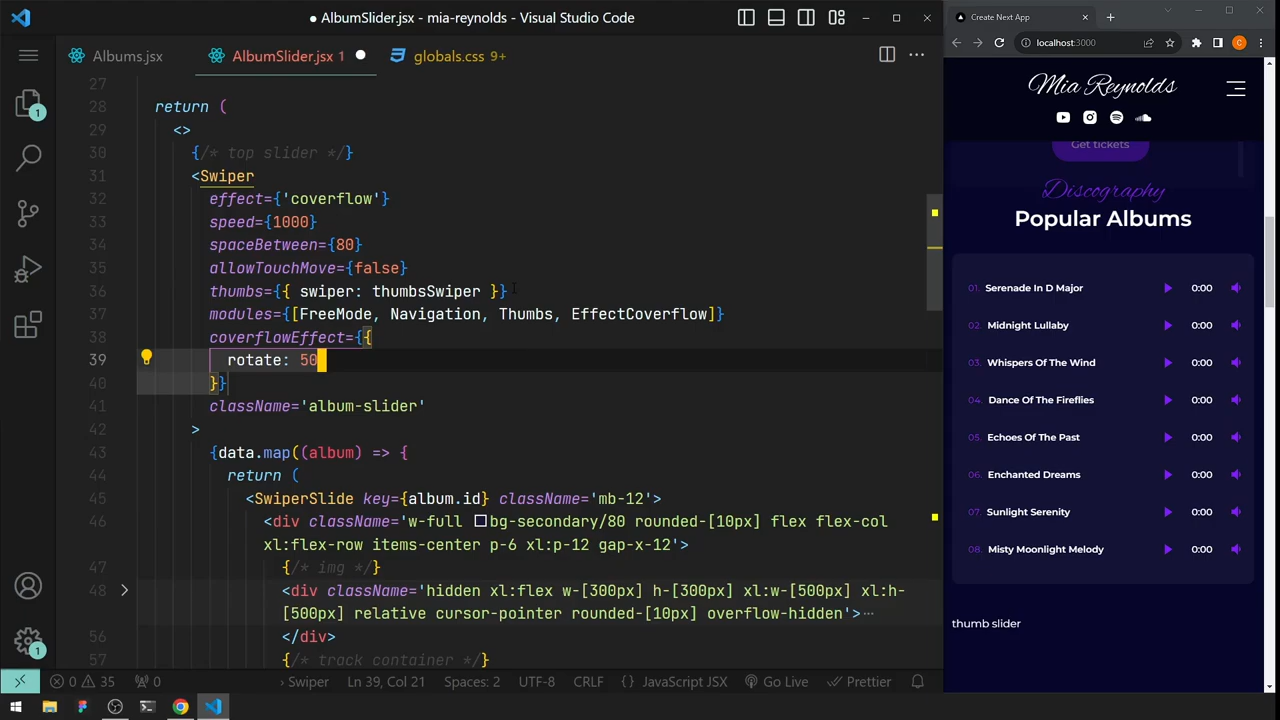 AlbumSlider.jsx - mia-reynolds - Visual Studio Code
Albums.jsx
AlbumSlider.jsx 1
globals.css 9+
27
28 return (
29 <>
30 {/* top slider */}
31 <Swiper
32 effect={'coverflow'}
33 speed={1000}
34 spaceBetween={80}
35 allowTouchMove={false}
36 thumbs={{ swiper: thumbsSwiper }}
37 modules={[FreeMode, Navigation, Thumbs, EffectCoverflow]}
38 coverflowEffect={{
39 rotate: 50
40 }}
41 className='album-slider'
42 >
43 {data.map((album) => {
44 return (
45 <SwiperSlide key={album.id} className='mb-12'>
46 <div className='w-full bg-secondary/80 rounded-[10px] flex flex-col
xl:flex-row items-center p-6 xl:p-12 gap-x-12'>
47 {/* img */}
48 <div className='hidden xl:flex w-[300px] h-[300px] xl:w-[500px] xl:h-
[500px] relative cursor-pointer rounded-[10px] overflow-hidden'>⋯
56 </div>
57 {/* track container */}
1
1
0 35 0
Swiper
Ln 39, Col 21
Spaces: 2
UTF-8
CRLF
{} JavaScript JSX
Go Live
Prettier
Create Next App
localhost:3000
C
Mia Reynolds
Get tickets
Discography
Popular Albums
01. Serenade In D Major 0:00
02. Midnight Lullaby 0:00
03. Whispers Of The Wind 0:00
04. Dance Of The Fireflies 0:00
05. Echoes Of The Past 0:00
06. Enchanted Dreams 0:00
07. Sunlight Serenity 0:00
08. Misty Moonlight Melody 0:00
thumb slider